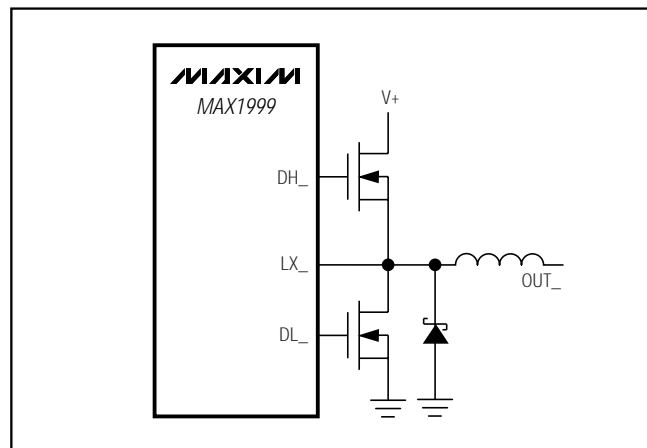 MAXIM
MAX1999
V+
DH_
LX_
OUT_
DL_